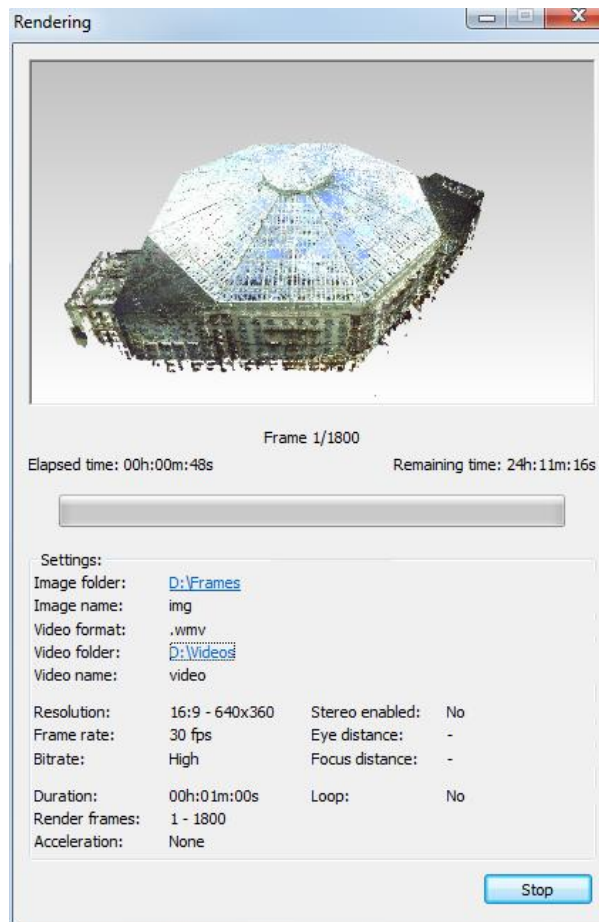 Rendering
Frame 1/1800
Elapsed time: 00h:00m:48s Remaining time: 24h:11m:16s
Settings:
Image folder: D:\Frames
Image name: img
Video format: .wmv
Video folder: D:\Videos
Video name: video
Resolution: 16:9 - 640x360 Stereo enabled: No
Frame rate: 30 fps Eye distance: -
Bitrate: High Focus distance: -
Duration: 00h:01m:00s Loop: No
Render frames: 1 - 1800
Acceleration: None
Stop